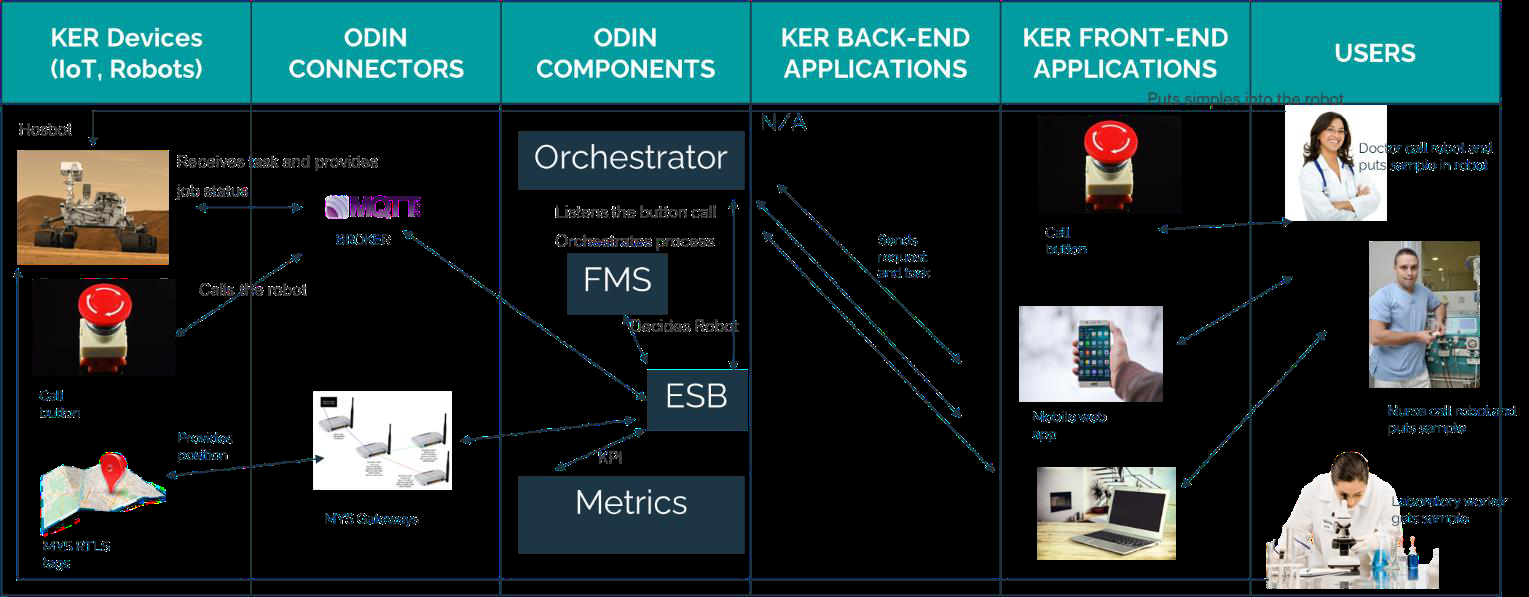 KER Devices
(IoT, Robots)
ODIN
CONNECTORS
ODIN
COMPONENTS
KER BACK-END
APPLICATIONS
KER FRONT-END
APPLICATIONS
USERS
Puts simples into the robot
Hosbot
Receives task and provides
job status
Calls the robot
Call
button
Provides
position
MYS RTLS
tags
MQTT
BROKER
MYS Gateways
Orchestrator
Listens the button call
Orchestrates process
FMS
Decides Robot
ESB
KPI
Metrics
N/A
Sends
request
and task
Call
button
Mobile web
app
Doctor call robot and
puts sample in robot
Nurse call robot and
puts sample
Laboratory worker
gets sample